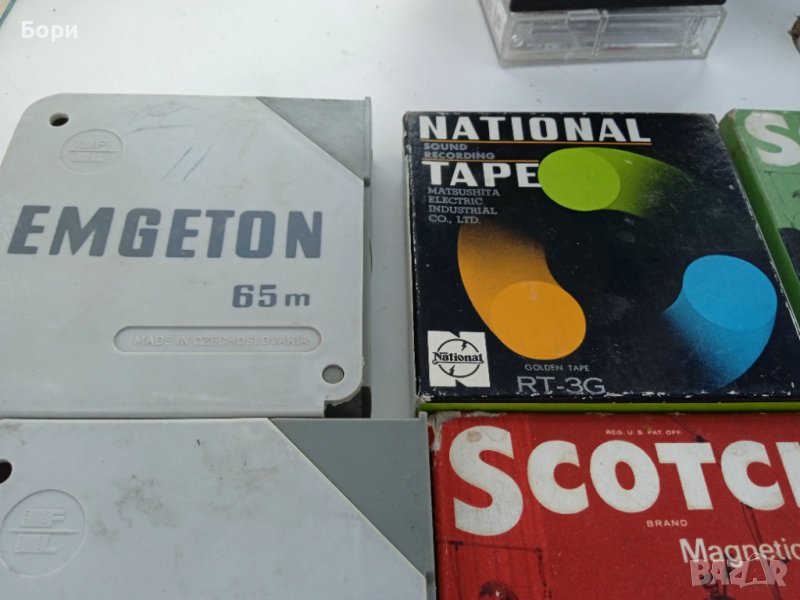 Бори
EMGETON
65 m
MADE IN CZECHOSLOVAKIA
NATIONAL
SOUND
RECORDING
TAPE
MATSUSHITA
ELECTRIC
INDUSTRIAL
CO., LTD.
National
GOLDEN TAPE
RT-3G
S
REG. U.S. PAT. OFF.
SCOTC
BRAND
Magnetic
BAZAR